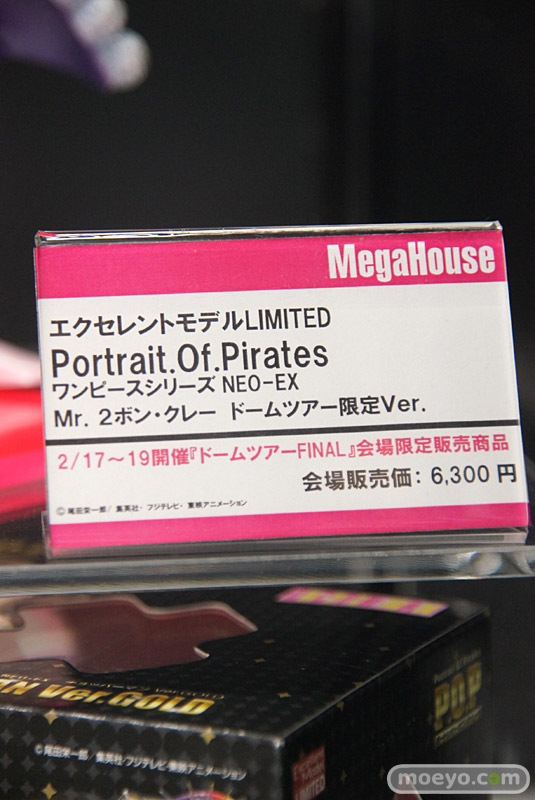 MegaHouse
エクセレントモデルLIMITED
Portrait.Of.Pirates
ワンピースシリーズ NEO-EX
Mr. 2ボン・クレー ドームツアー限定Ver.
2/17〜19開催『ドームツアーFINAL』会場限定販売商品
会場販売価: 6,300 円
©尾田栄一郎/ 集英社・フジテレビ・東映アニメーション
Ver.GOLD
P.O.P
©尾田栄一郎/集英社・フジテレビ・東映アニメーション
moeyo.com